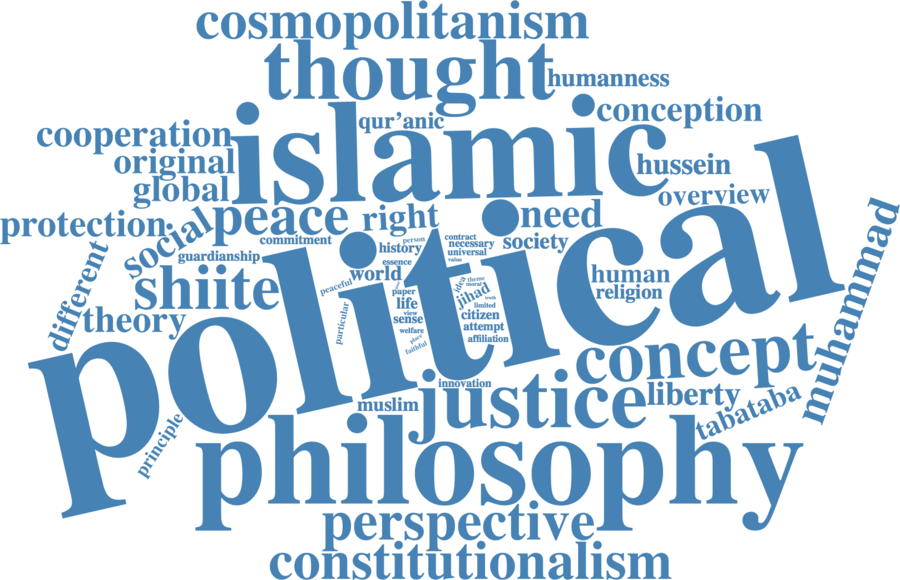 cosmopolitanism
thought
humanness
islamic
qur’anic
conception
cooperation
original
hussein
global
overview
protection
peace
right
need
social
commitment
history
person
contract
necessary
universal
society
value
different
guardianship
essence
world
human
religion
shiite
peaceful
idea
theme
moral
paper
jihad
truth
life
limited
particular
view
sense
citizen
theory
welfare
attempt
place
faithful
affiliation
political
muhammad
concept
innovation
justice
liberty
muslim
tabataba
principle
philosophy
perspective
constitutionalism